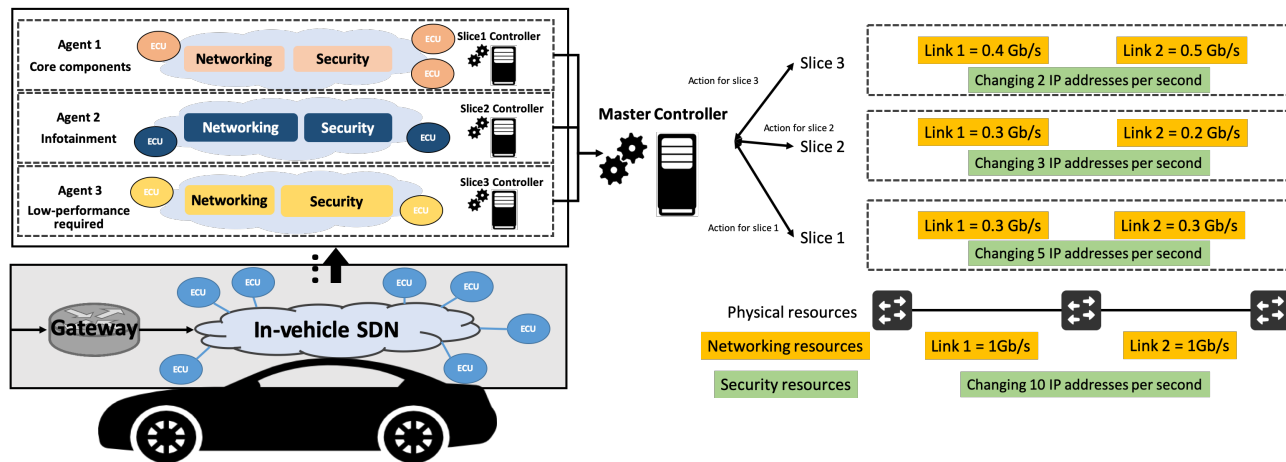 Agent 1
Core components
ECU
Networking
Security
ECU
ECU
Slice1 Controller
Agent 2
Infotainment
ECU
Networking
Security
ECU
Slice2 Controller
Agent 3
Low-performance
required
ECU
Networking
Security
ECU
Slice3 Controller
Master Controller
Action for slice 3
Action for slice 2
Action for slice 1
Slice 3
Link 1 = 0.4 Gb/s
Link 2 = 0.5 Gb/s
Changing 2 IP addresses per second
Slice 2
Link 1 = 0.3 Gb/s
Link 2 = 0.2 Gb/s
Changing 3 IP addresses per second
Slice 1
Link 1 = 0.3 Gb/s
Link 2 = 0.3 Gb/s
Changing 5 IP addresses per second
Gateway
In-vehicle SDN
ECU
ECU
ECU
ECU
ECU
ECU
ECU
Physical resources
Networking resources
Link 1 = 1Gb/s
Link 2 = 1Gb/s
Security resources
Changing 10 IP addresses per second